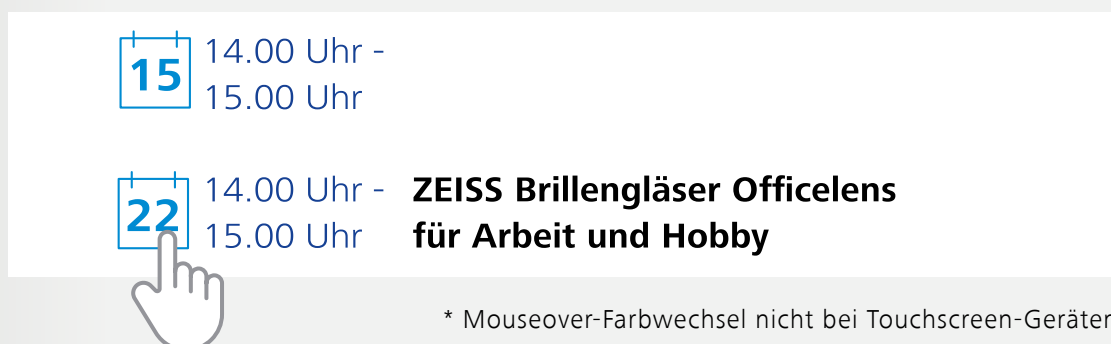 15 14.00 Uhr -
15.00 Uhr
22 14.00 Uhr - ZEISS Brillengläser Officelens
15.00 Uhr für Arbeit und Hobby
* Mouseover-Farbwechsel nicht bei Touchscreen-Geräten